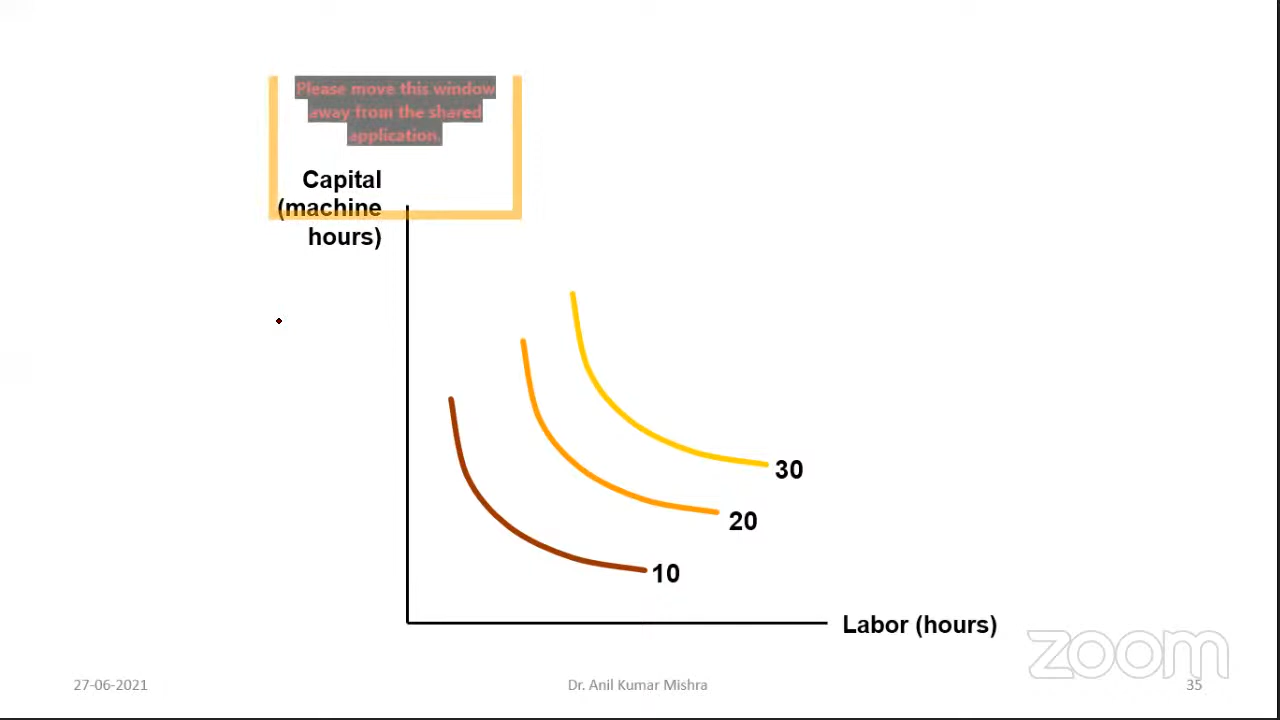 Please move this window
away from the shared
application.
Capital
(machine
hours)
30
20
10
Labor (hours)
zoom
27-06-2021
Dr. Anil Kumar Mishra
35